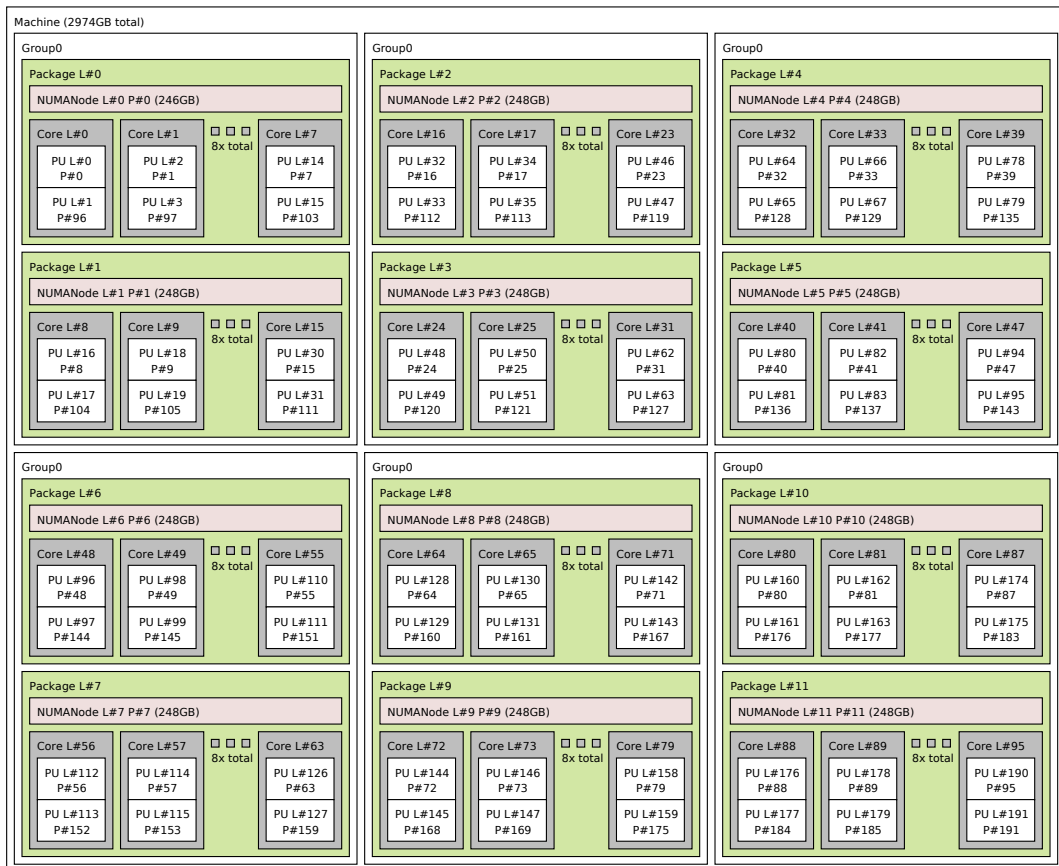 Machine (2974GB total)
Group0
Package L#0
NUMANode L#0 P#0 (246GB)
Core L#0
PU L#0
P#0
PU L#1
P#96
Core L#1
PU L#2
P#1
PU L#3
P#97
8x total
Core L#7
PU L#14
P#7
PU L#15
P#103
Package L#1
NUMANode L#1 P#1 (248GB)
Core L#8
PU L#16
P#8
PU L#17
P#104
Core L#9
PU L#18
P#9
PU L#19
P#105
8x total
Core L#15
PU L#30
P#15
PU L#31
P#111
Group0
Package L#2
NUMANode L#2 P#2 (248GB)
Core L#16
PU L#32
P#16
PU L#33
P#112
Core L#17
PU L#34
P#17
PU L#35
P#113
8x total
Core L#23
PU L#46
P#23
PU L#47
P#119
Package L#3
NUMANode L#3 P#3 (248GB)
Core L#24
PU L#48
P#24
PU L#49
P#120
Core L#25
PU L#50
P#25
PU L#51
P#121
8x total
Core L#31
PU L#62
P#31
PU L#63
P#127
Group0
Package L#4
NUMANode L#4 P#4 (248GB)
Core L#32
PU L#64
P#32
PU L#65
P#128
Core L#33
PU L#66
P#33
PU L#67
P#129
8x total
Core L#39
PU L#78
P#39
PU L#79
P#135
Package L#5
NUMANode L#5 P#5 (248GB)
Core L#40
PU L#80
P#40
PU L#81
P#136
Core L#41
PU L#82
P#41
PU L#83
P#137
8x total
Core L#47
PU L#94
P#47
PU L#95
P#143
Group0
Package L#6
NUMANode L#6 P#6 (248GB)
Core L#48
PU L#96
P#48
PU L#97
P#144
Core L#49
PU L#98
P#49
PU L#99
P#145
8x total
Core L#55
PU L#110
P#55
PU L#111
P#151
Package L#7
NUMANode L#7 P#7 (248GB)
Core L#56
PU L#112
P#56
PU L#113
P#152
Core L#57
PU L#114
P#57
PU L#115
P#153
8x total
Core L#63
PU L#126
P#63
PU L#127
P#159
Group0
Package L#8
NUMANode L#8 P#8 (248GB)
Core L#64
PU L#128
P#64
PU L#129
P#160
Core L#65
PU L#130
P#65
PU L#131
P#161
8x total
Core L#71
PU L#142
P#71
PU L#143
P#167
Package L#9
NUMANode L#9 P#9 (248GB)
Core L#72
PU L#144
P#72
PU L#145
P#168
Core L#73
PU L#146
P#73
PU L#147
P#169
8x total
Core L#79
PU L#158
P#79
PU L#159
P#175
Group0
Package L#10
NUMANode L#10 P#10 (248GB)
Core L#80
PU L#160
P#80
PU L#161
P#176
Core L#81
PU L#162
P#81
PU L#163
P#177
8x total
Core L#87
PU L#174
P#87
PU L#175
P#183
Package L#11
NUMANode L#11 P#11 (248GB)
Core L#88
PU L#176
P#88
PU L#177
P#184
Core L#89
PU L#178
P#89
PU L#179
P#185
8x total
Core L#95
PU L#190
P#95
PU L#191
P#191